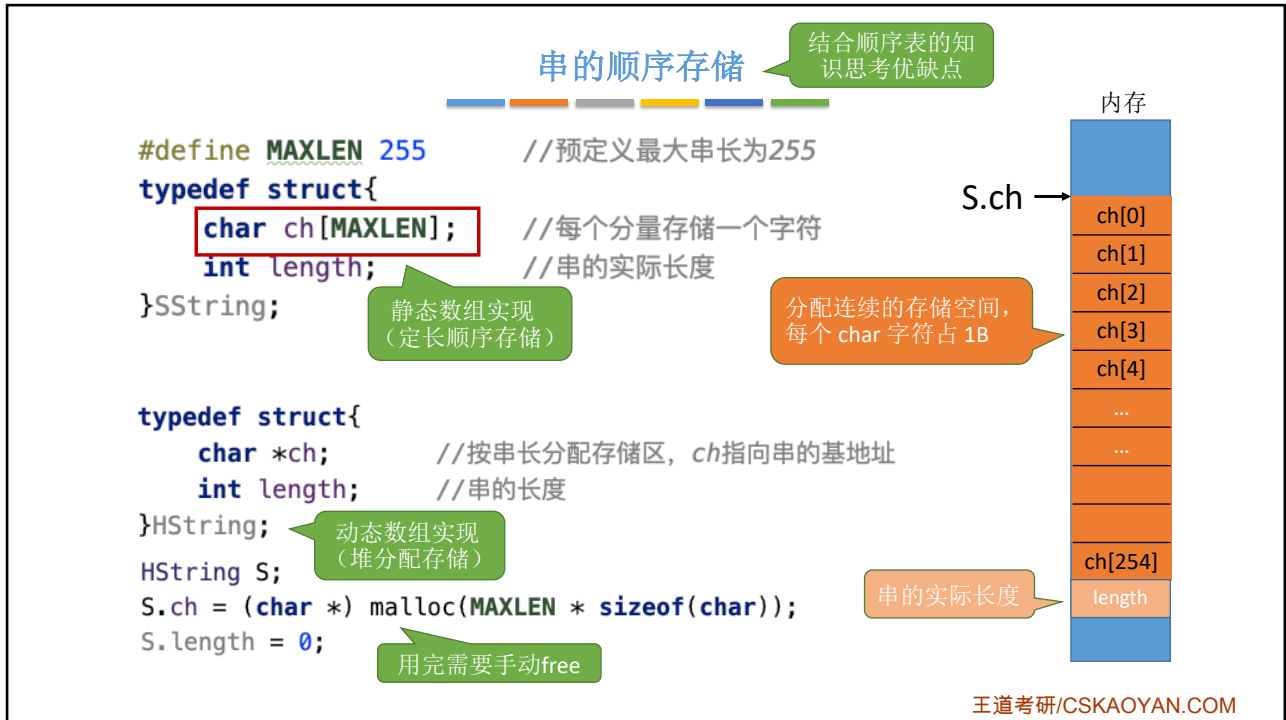 串的顺序存储
结合顺序表的知
识思考优缺点
#define MAXLEN 255 //预定义最大串长为255
typedef struct{
char ch[MAXLEN]; //每个分量存储一个字符
int length; //串的实际长度
}SString;
静态数组实现
（定长顺序存储）
typedef struct{
char *ch; //按串长分配存储区，ch指向串的基地址
int length; //串的长度
}HString;
动态数组实现
（堆分配存储）
HString S;
S.ch = (char *) malloc(MAXLEN * sizeof(char));
S.length = 0;
用完需要手动free
内存
S.ch
ch[0]
ch[1]
ch[2]
ch[3]
ch[4]
...
...
ch[254]
length
分配连续的存储空间，
每个 char 字符占 1B
串的实际长度
王道考研/CSKAOYAN.COM